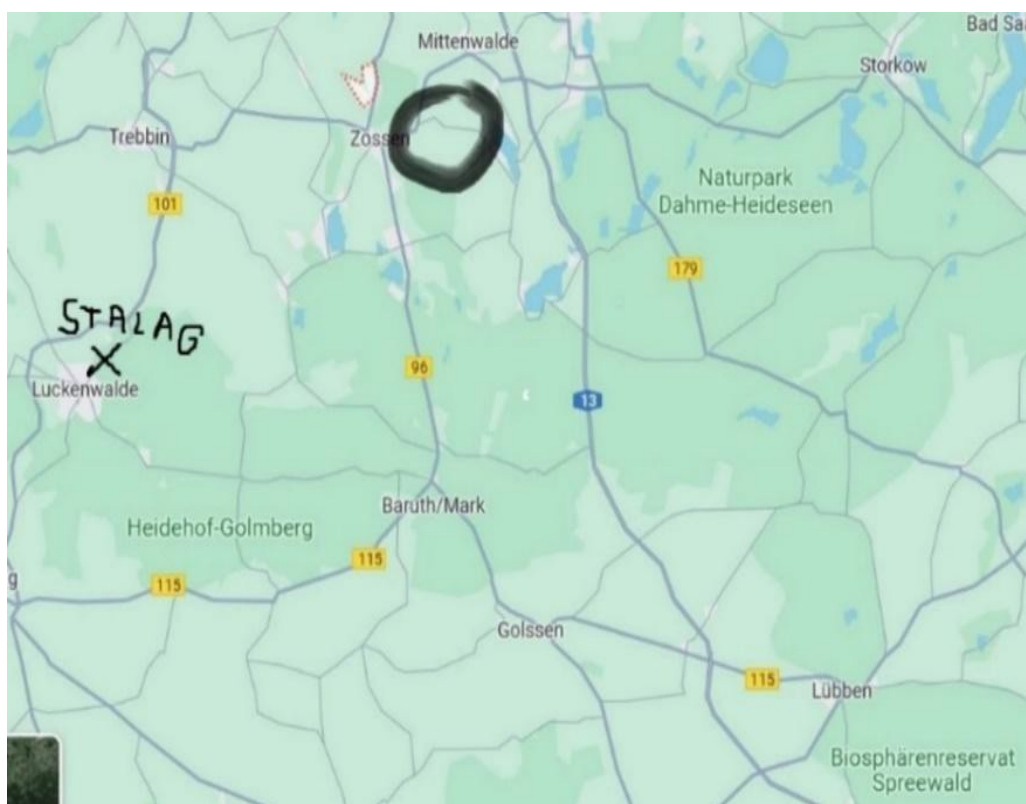 Mittenwalde
Bad Saa
Storkow
Trebbin
Zossen
Naturpark
Dahme-Heideseen
101
179
STALAG
X
96
13
Luckenwalde
Baruth/Mark
Heidehof-Golmberg
115
115
g
Golssen
115
Lübben
Biosphärenreservat
Spreewald